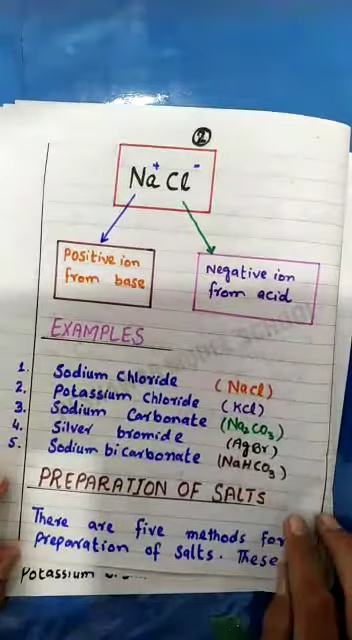 2
Na+ Cl-
Positive ion
from base
Negative ion
from acid
EXAMPLES
1. Sodium Chloride (NaCl)
2. Potassium Chloride (KCl)
3. Sodium Carbonate (Na2CO3)
4. Silver bromide (AgBr)
5. Sodium bicarbonate (NaHCO3)
PREPARATION OF SALTS
There are five methods for
preparation of salts. These
Potassium